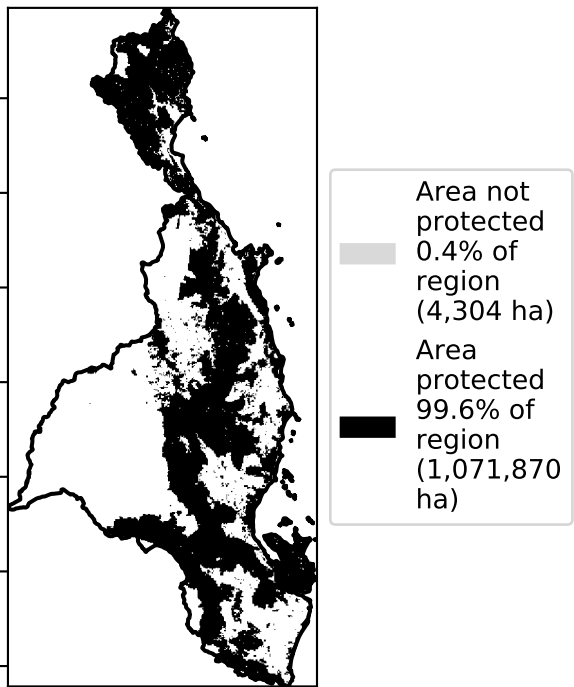 Area not
protected
0.4% of
region
(4,304 ha)
Area
protected
99.6% of
region
(1,071,870
ha)